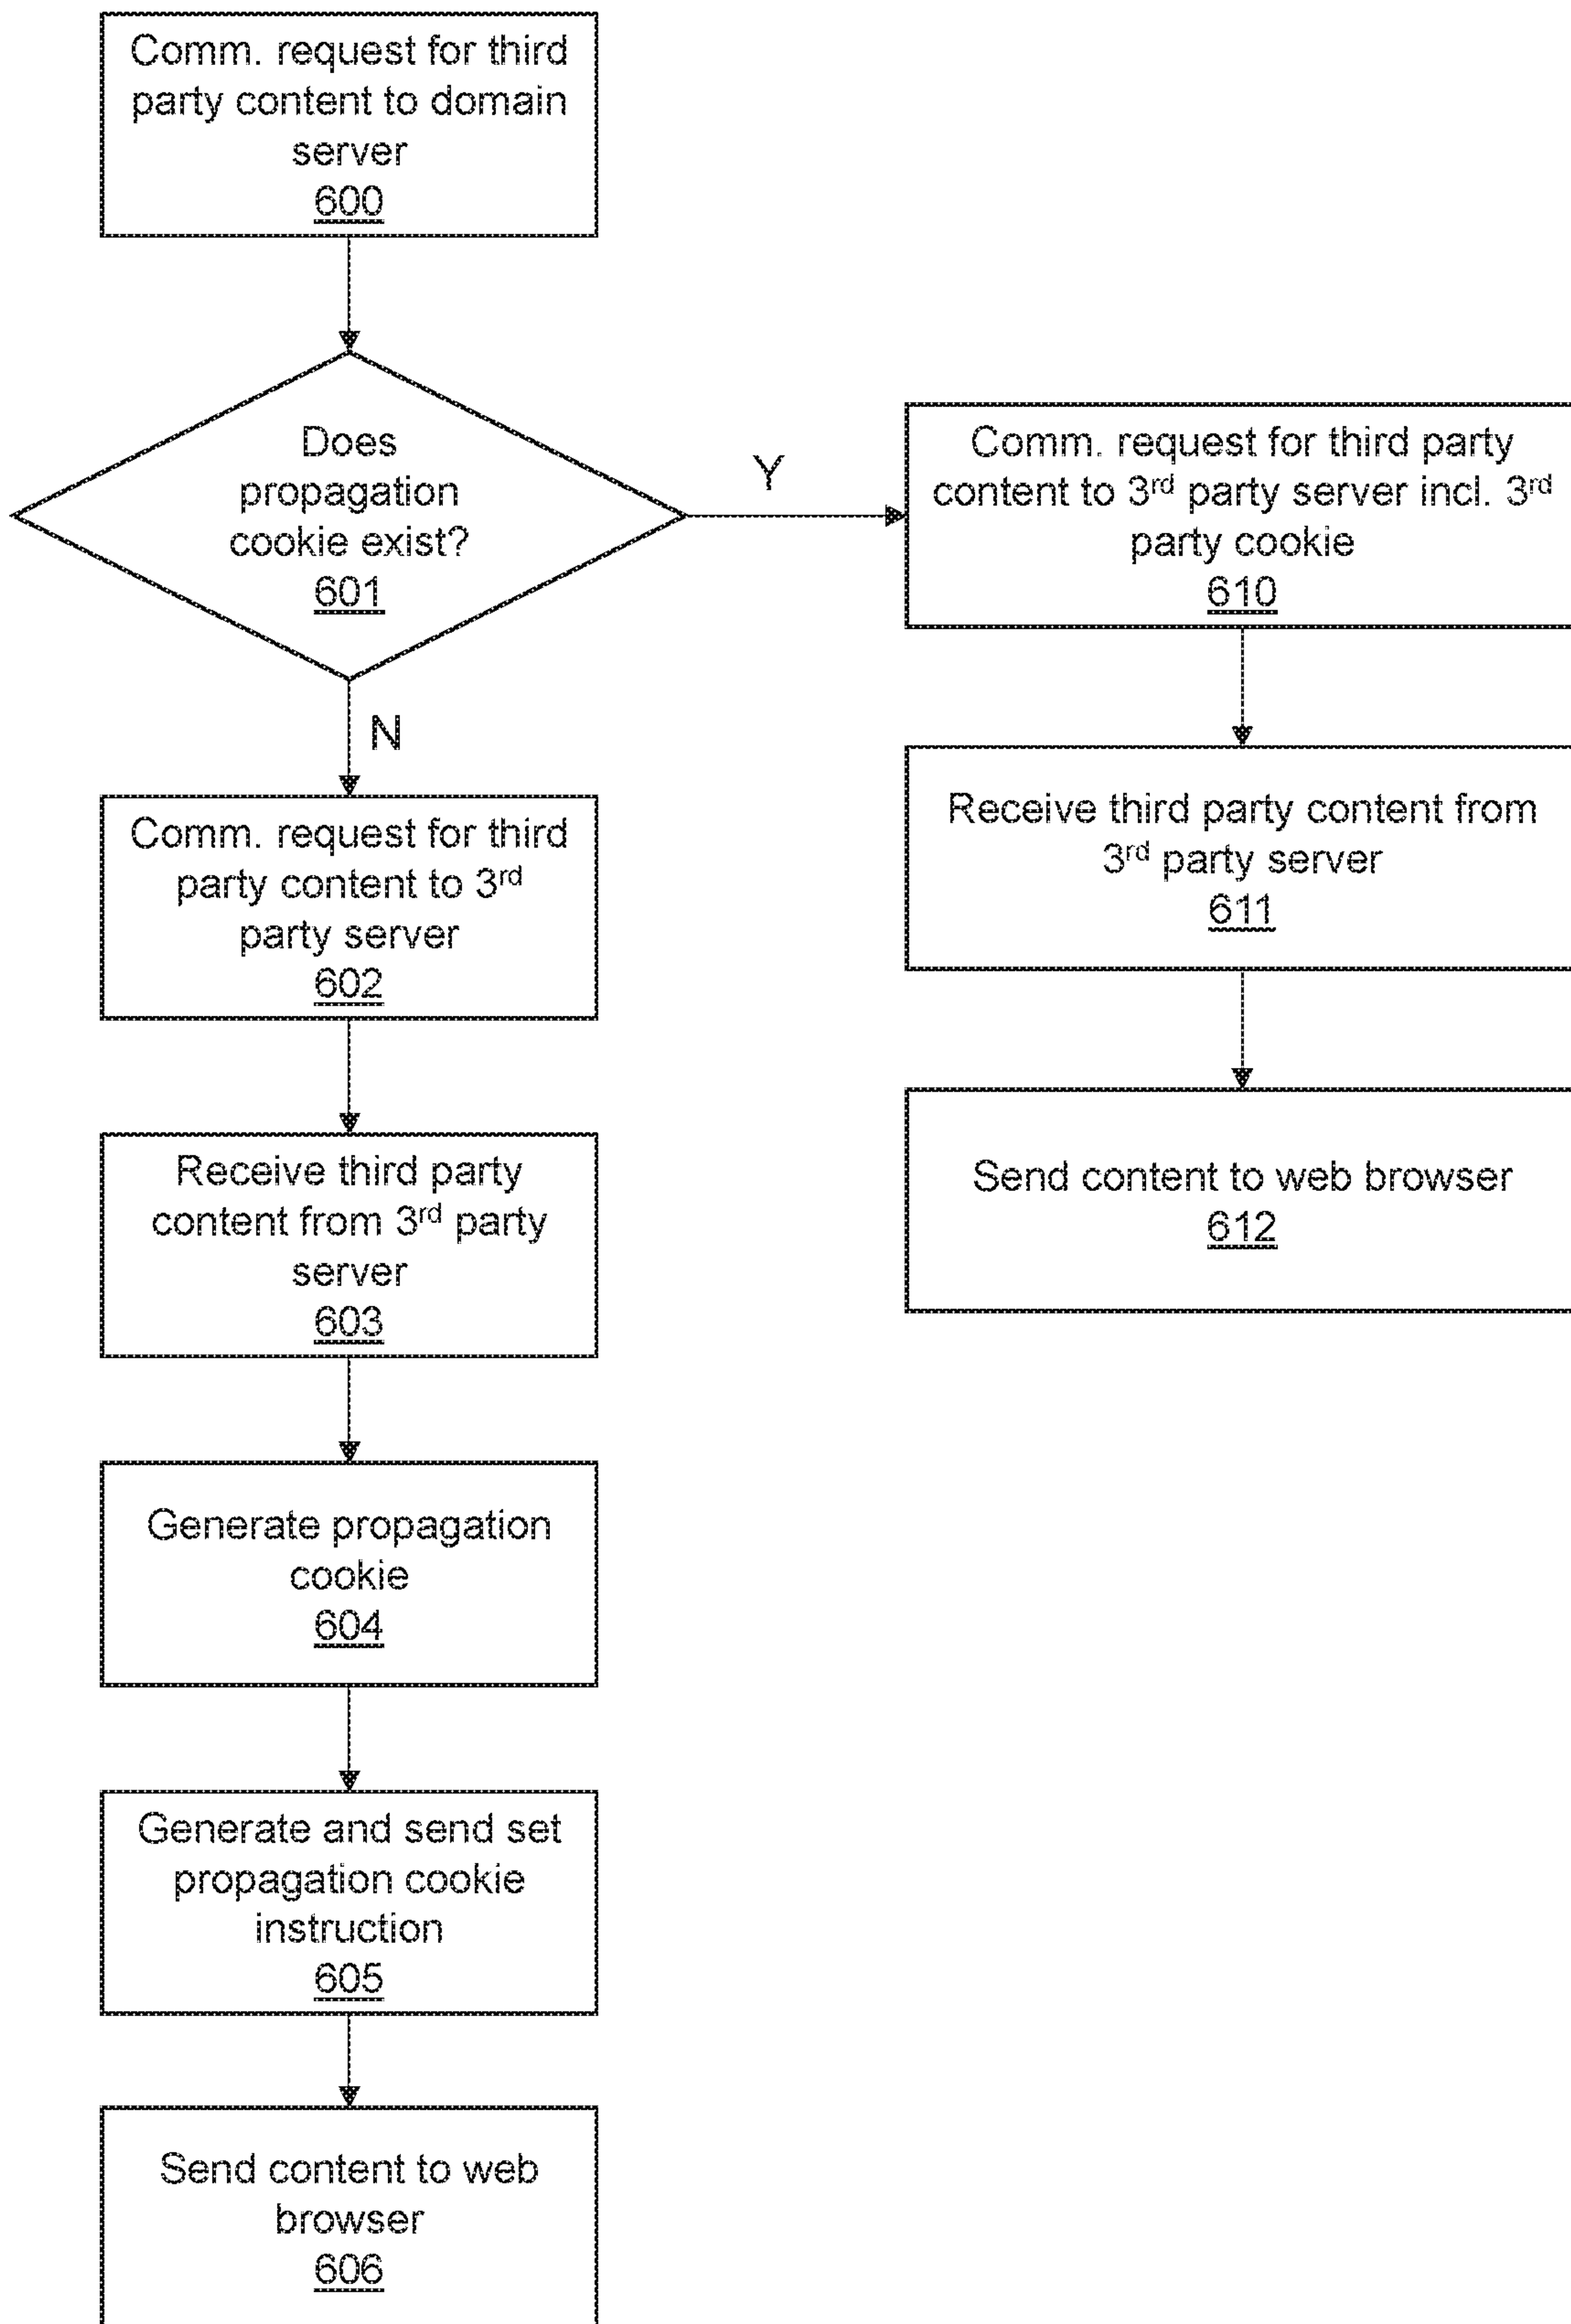 Comm. request for third
party content to domain
server
600
Does
propagation
cookie exist?
601
Y
N
Comm. request for third
party content to 3rd
party server
602
Receive third party
content from 3rd party
server
603
Generate propagation
cookie
604
Generate and send set
propagation cookie
instruction
605
Send content to web
browser
606
Comm. request for third party
content to 3rd party server incl. 3rd
party cookie
610
Receive third party content from
3rd party server
611
Send content to web browser
612